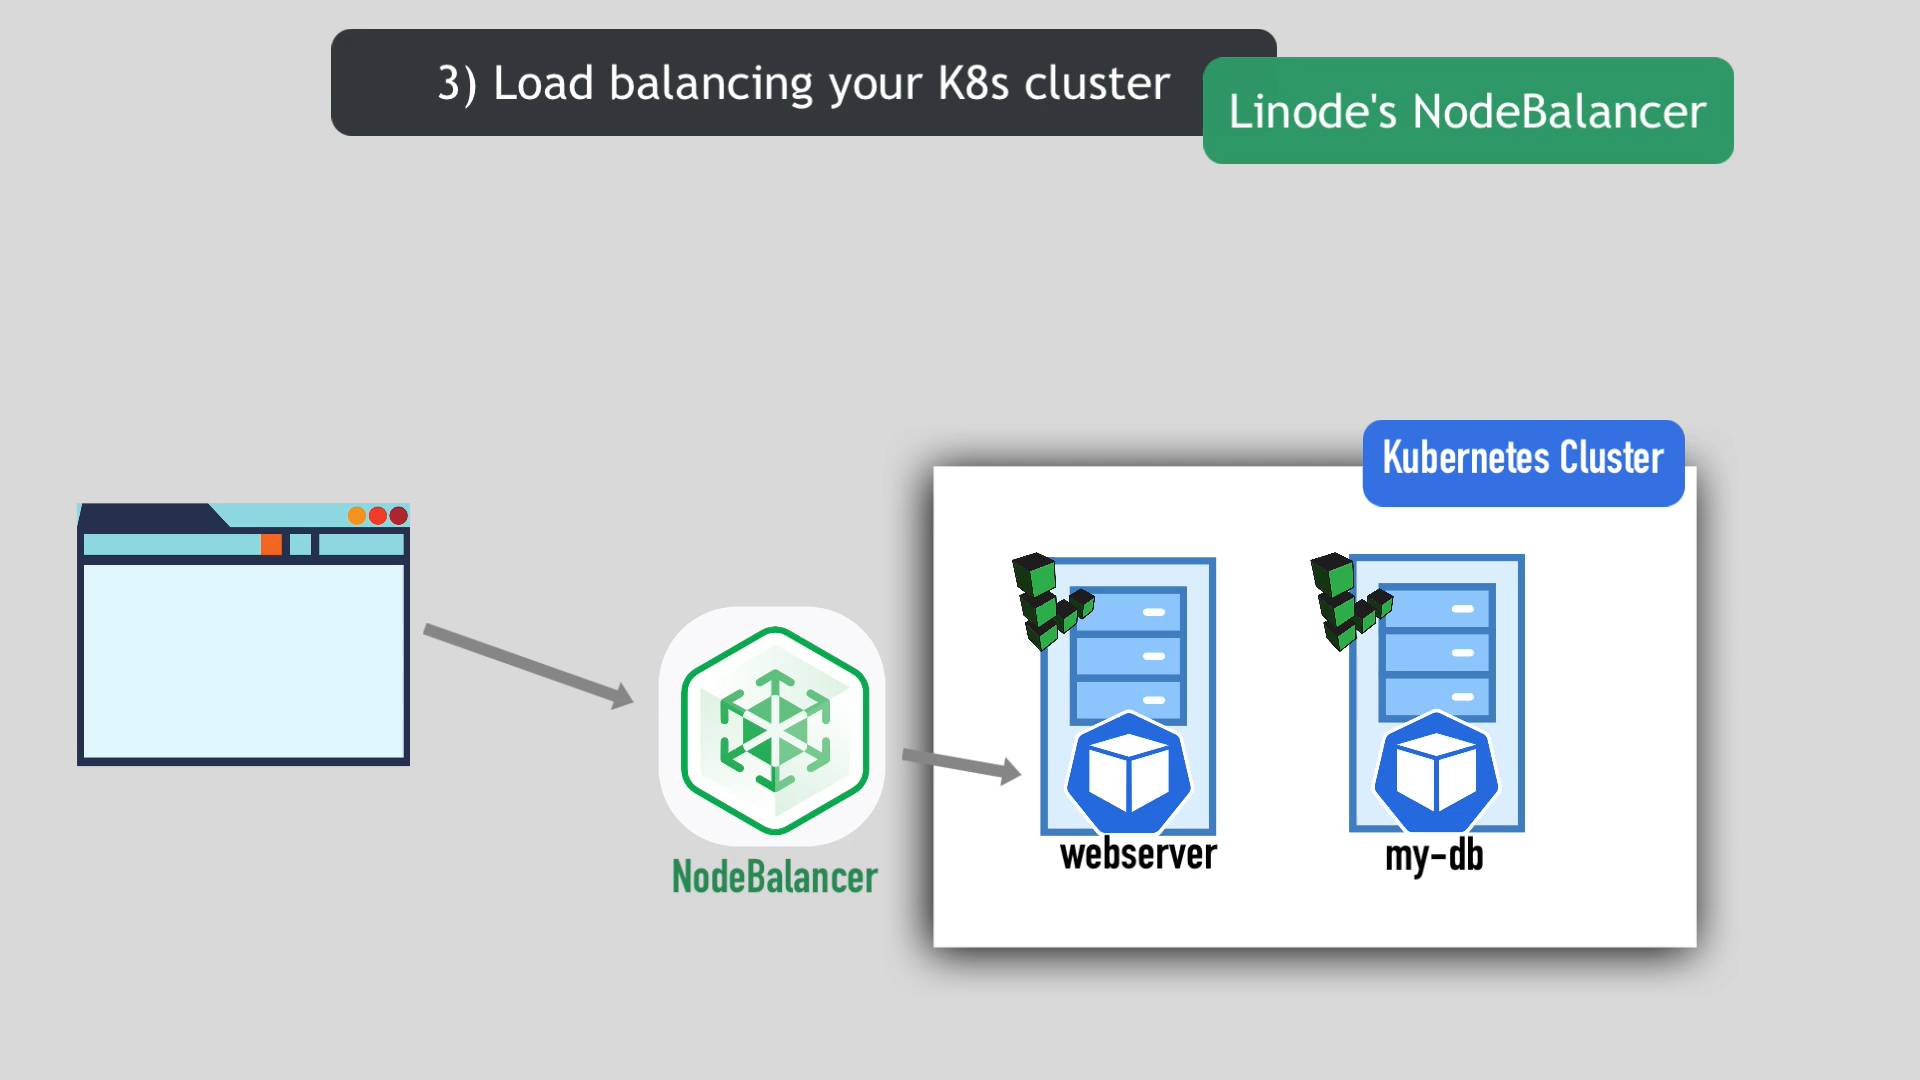 3) Load balancing your K8s cluster
Linode's NodeBalancer
Kubernetes Cluster
webserver
my-db
NodeBalancer